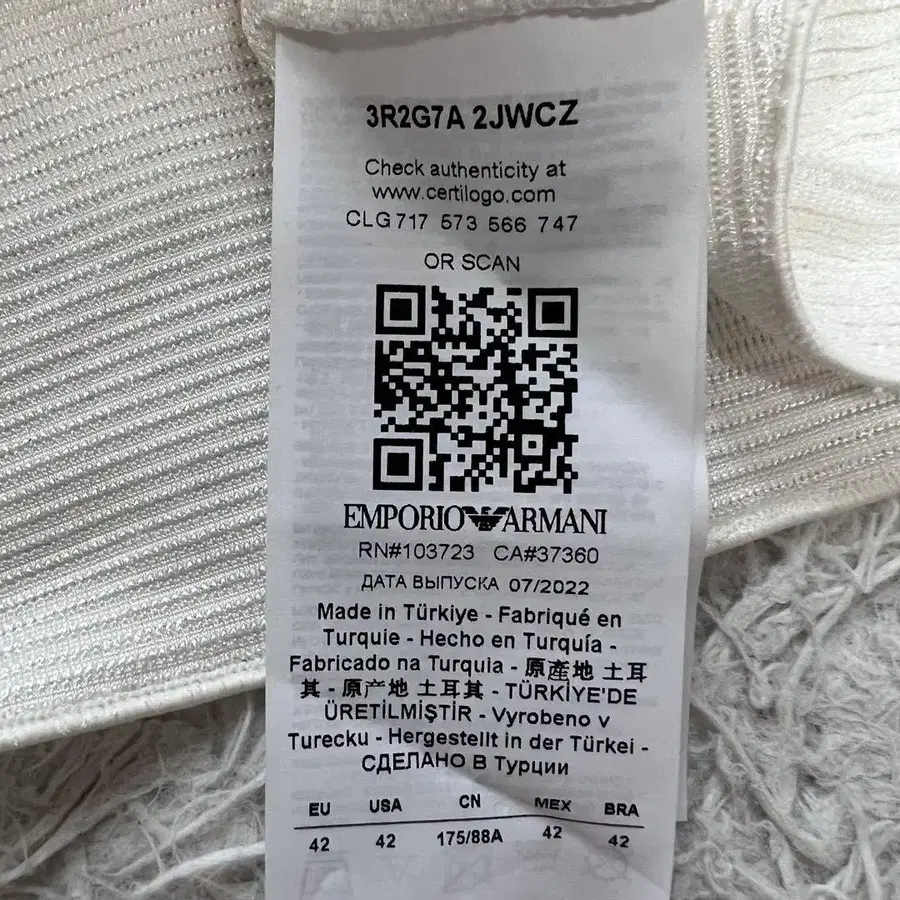 3R2G7A 2JWCZ
Check authenticity at
www.certilogo.com
CLG 717 573 566 747
OR SCAN
EMPORIO ARMANI
RN#103723 CA#37360
ДАТА ВЫПУСКА 07/2022
Made in Türkiye - Fabriqué en
Turquie - Hecho en Turquía -
Fabricado na Turquia - 原產地 土耳
其 - 原产地 土耳其 - TÜRKİYE'DE
ÜRETİLMİŞTİR - Vyrobeno v
Turecku - Hergestellt in der Türkei -
СДЕЛАНО В Турции
EU USA CN MEX BRA
42 42 175/88A 42 42